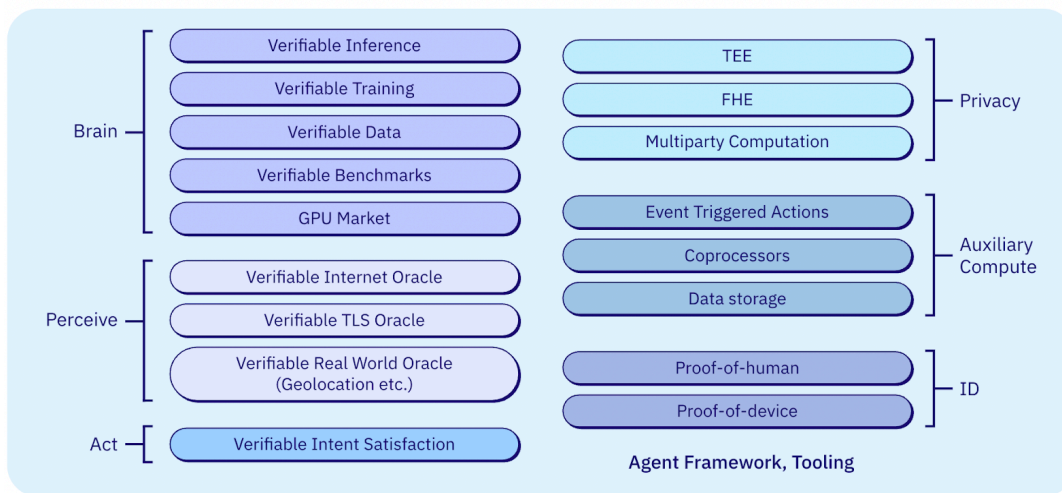 Brain
Verifiable Inference
Verifiable Training
Verifiable Data
Verifiable Benchmarks
GPU Market
Perceive
Verifiable Internet Oracle
Verifiable TLS Oracle
Verifiable Real World Oracle
(Geolocation etc.)
Act
Verifiable Intent Satisfaction
TEE
FHE
Multiparty Computation
Privacy
Event Triggered Actions
Coprocessors
Data storage
Auxiliary
Compute
Proof-of-human
Proof-of-device
ID
Agent Framework, Tooling